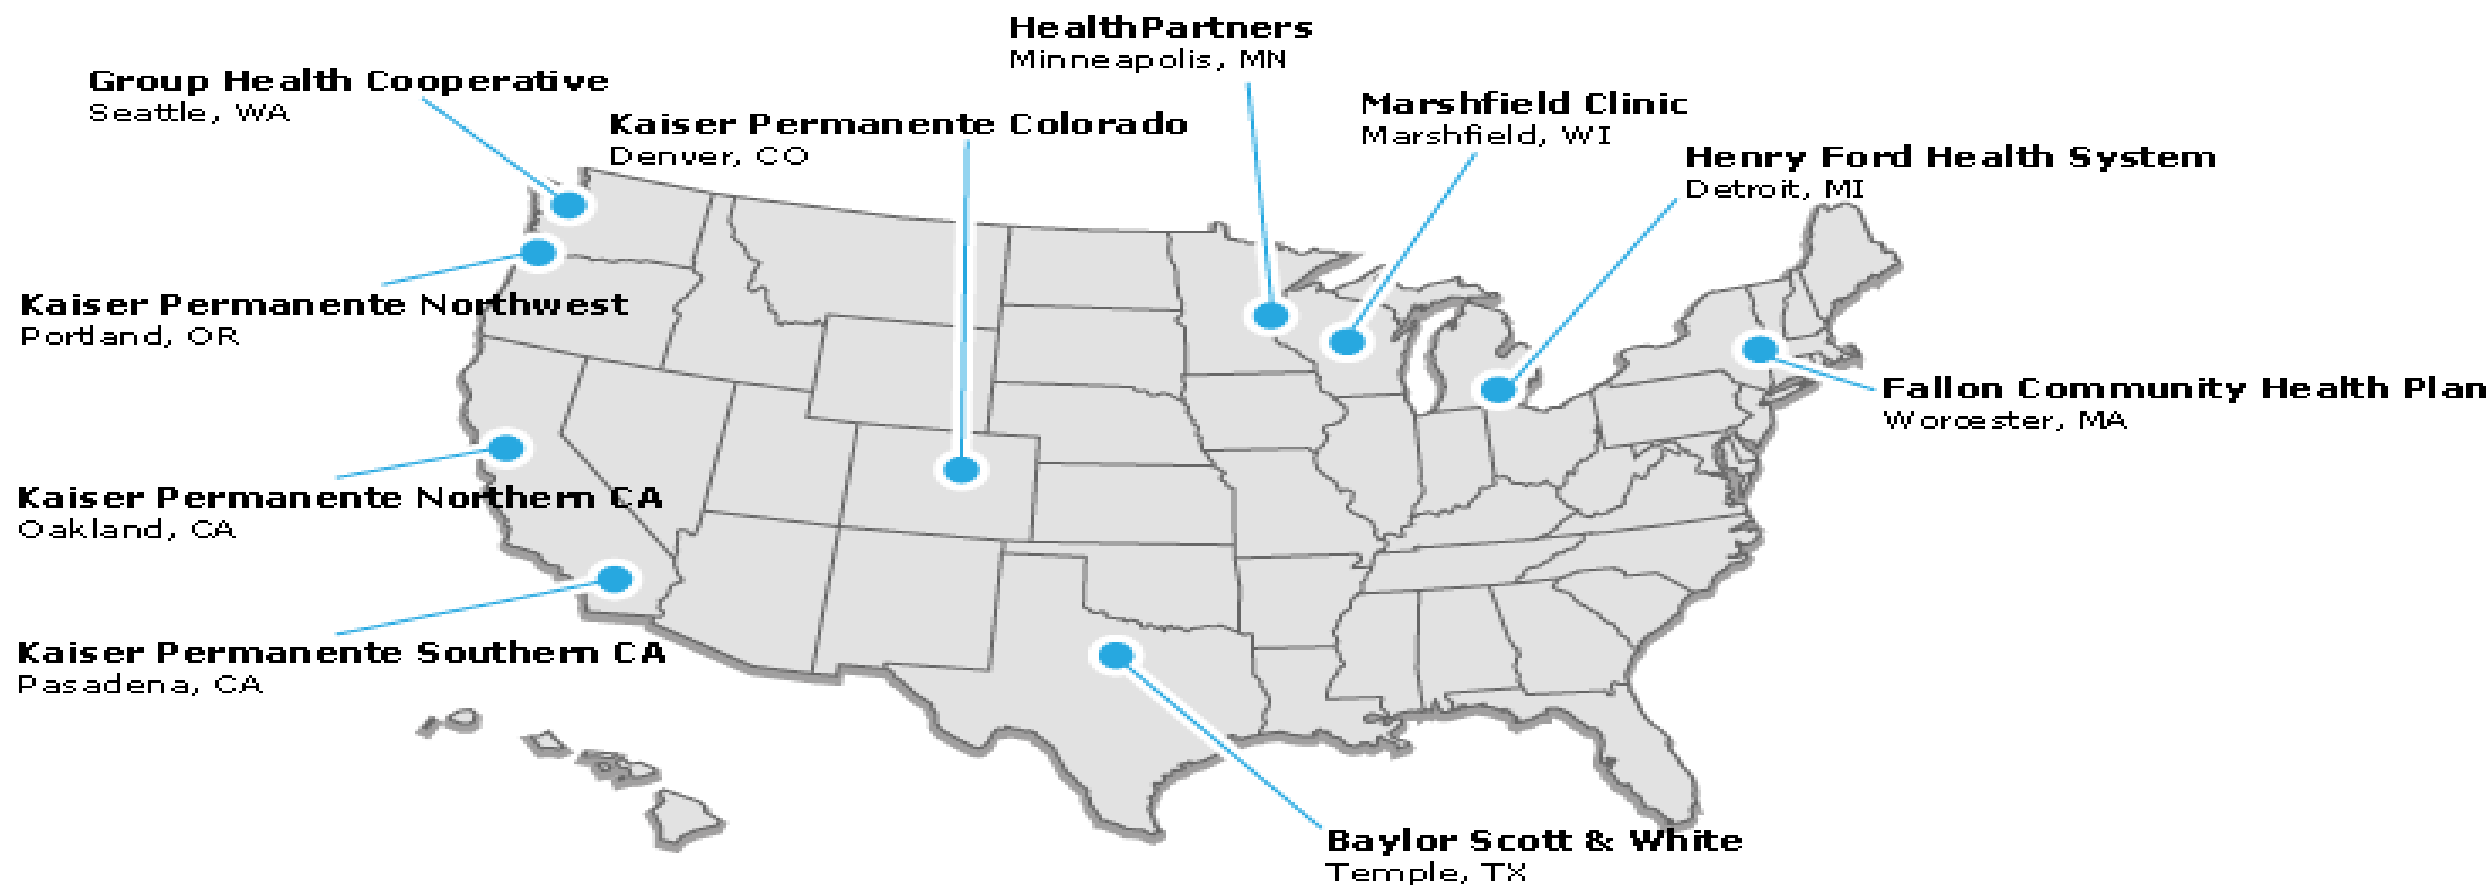 HealthPartners
Minneapolis, MN
Group Health Cooperative
Seattle, WA
Kaiser Permanente Colorado
Denver, CO
Marshfield Clinic
Marshfield, WI
Henry Ford Health System
Detroit, MI
Kaiser Permanente Northwest
Portland, OR
Fallon Community Health Plan
Worcester, MA
Kaiser Permanente Northern CA
Oakland, CA
Kaiser Permanente Southern CA
Pasadena, CA
Baylor Scott & White
Temple, TX